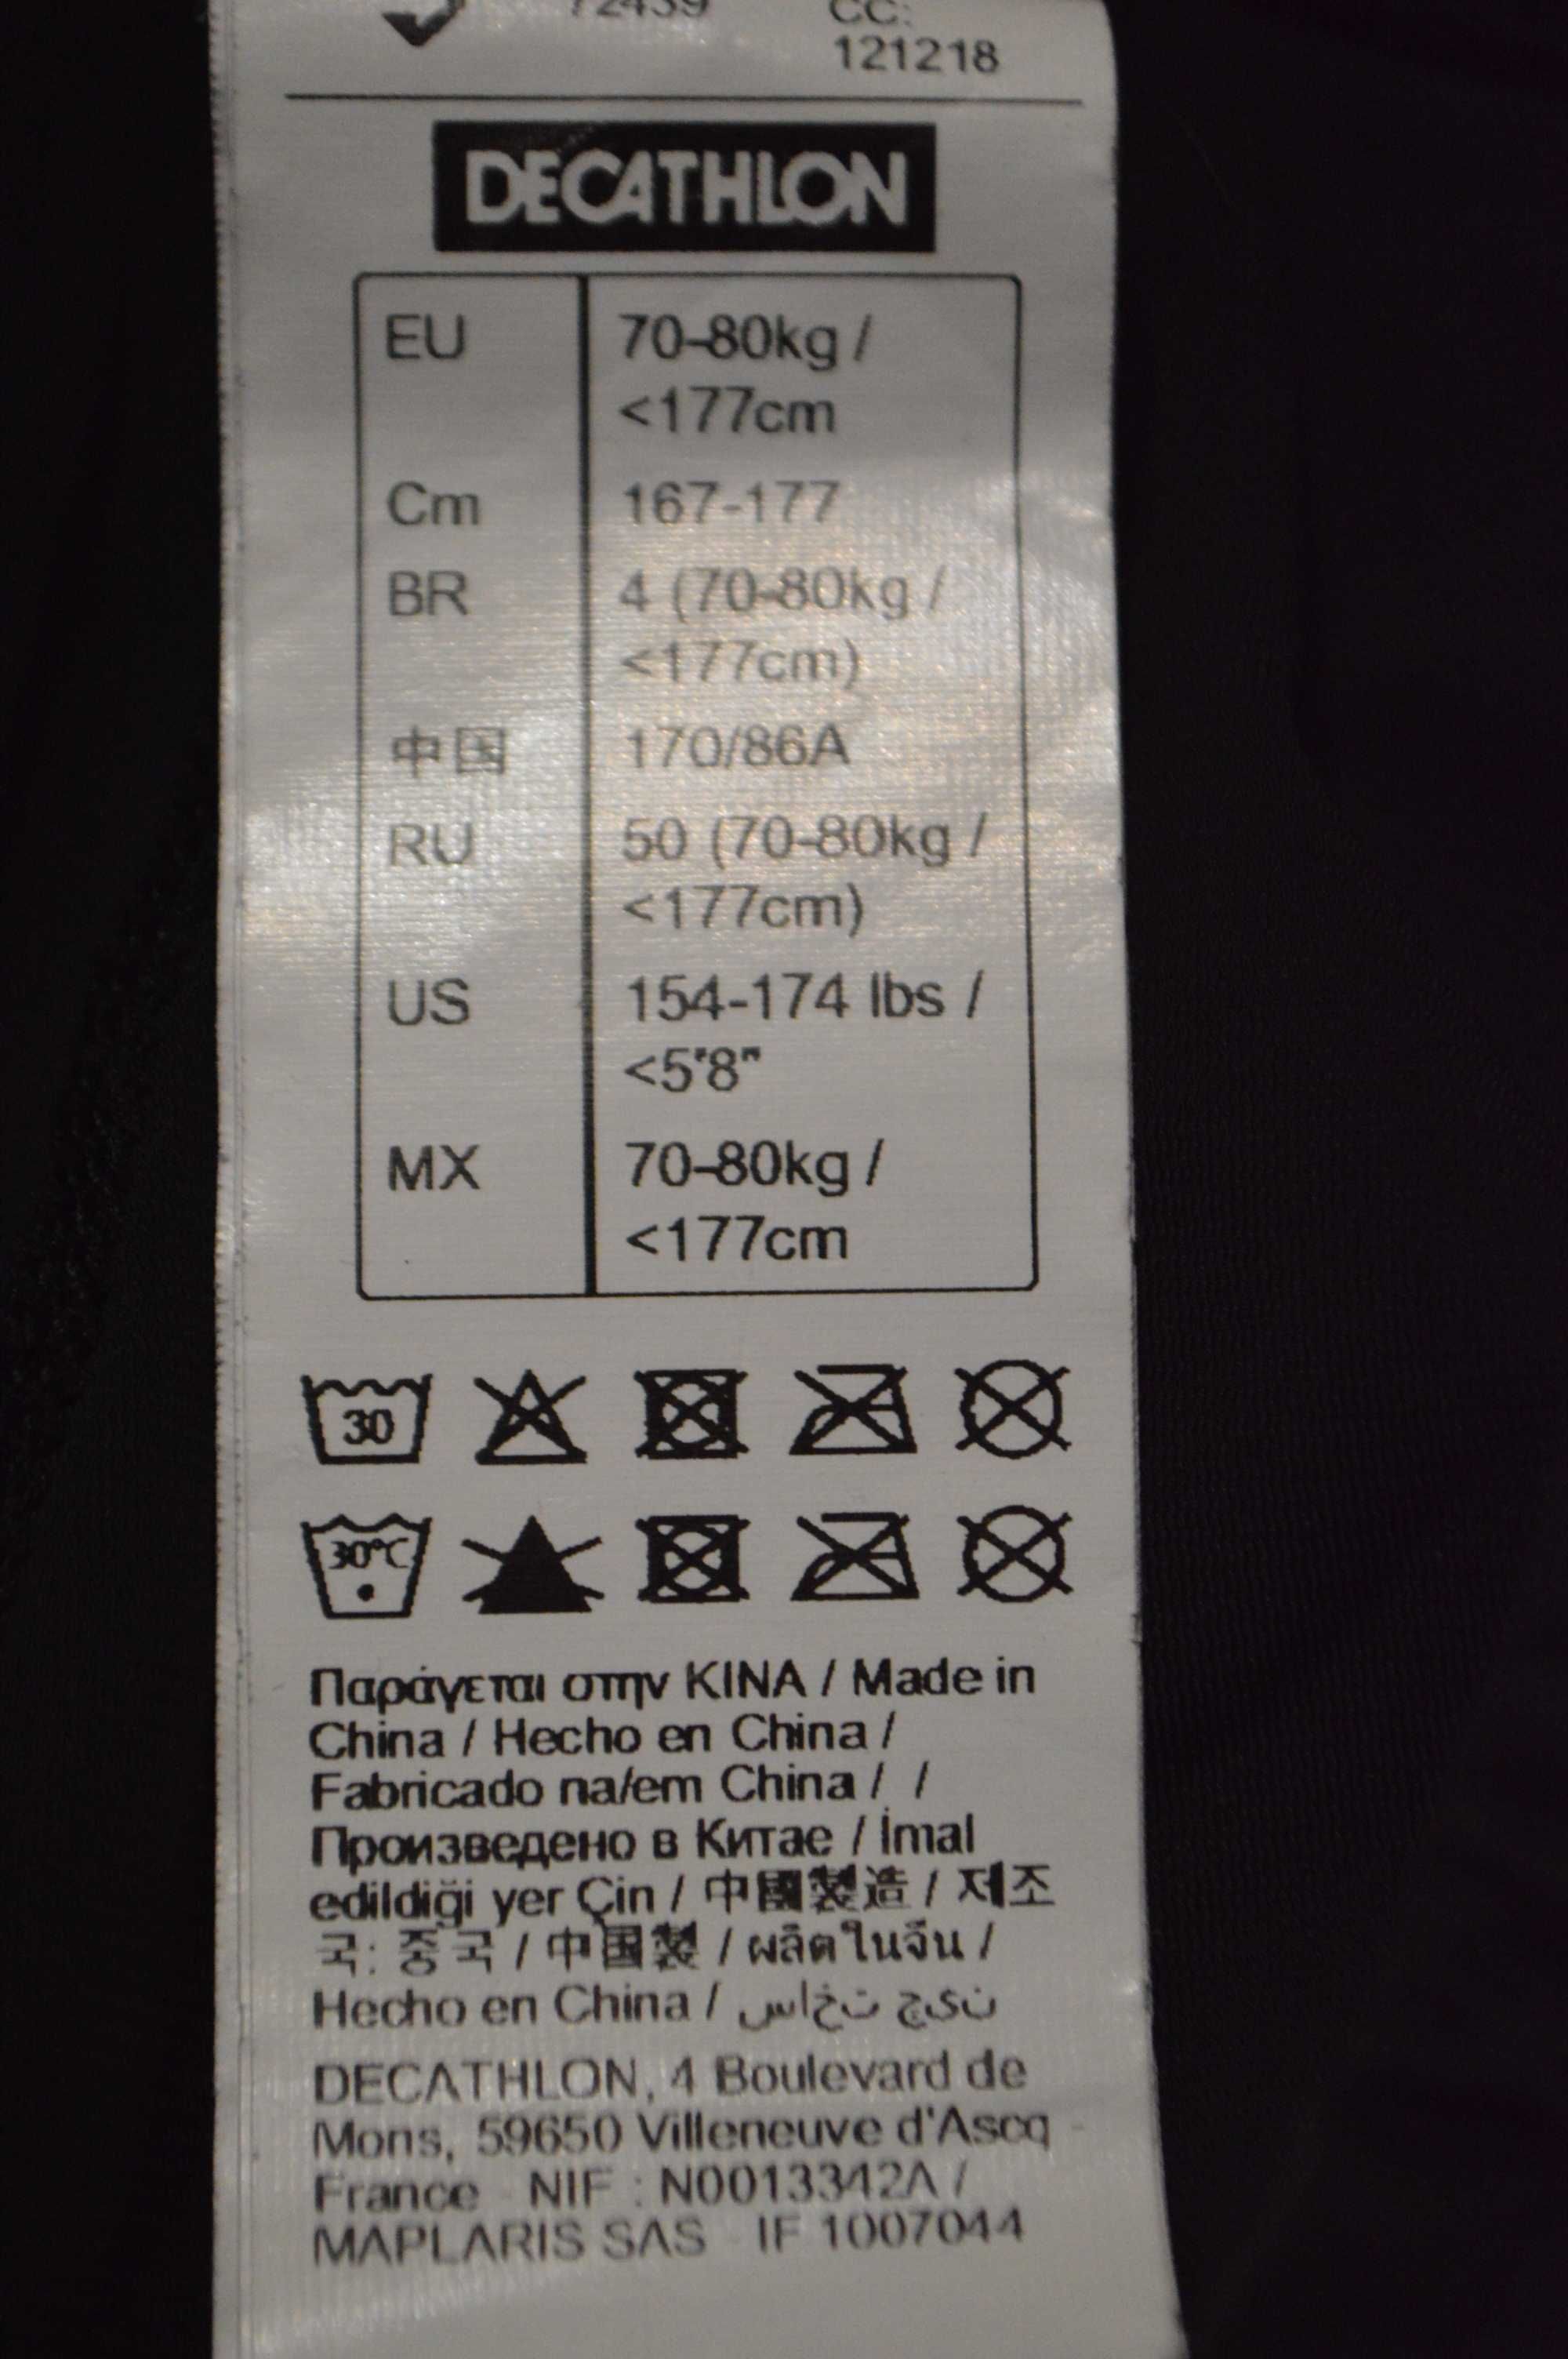 72439 CC:
121218
DECATHLON
EU 70-80kg /
<177cm
Cm 167-177
BR 4 (70-80kg /
<177cm)
中国 170/86A
RU 50 (70-80kg /
<177cm)
US 154-174 lbs /
<5'8"
MX 70-80kg /
<177cm
30
30°C
Παράγεται στην KINA / Made in
China / Hecho en China /
Fabricado na/em China / /
Произведено в Китае / İmal
edildiği yer Çin / 中國製造 / 제조
국: 중국 / 中国製 / ผลิตในจีน /
Hecho en China / ساخت چین
DECATHLON, 4 Boulevard de
Mons, 59650 Villeneuve d'Ascq -
France NIF : N0013342A /
MAPLARIS SAS IF 1007044